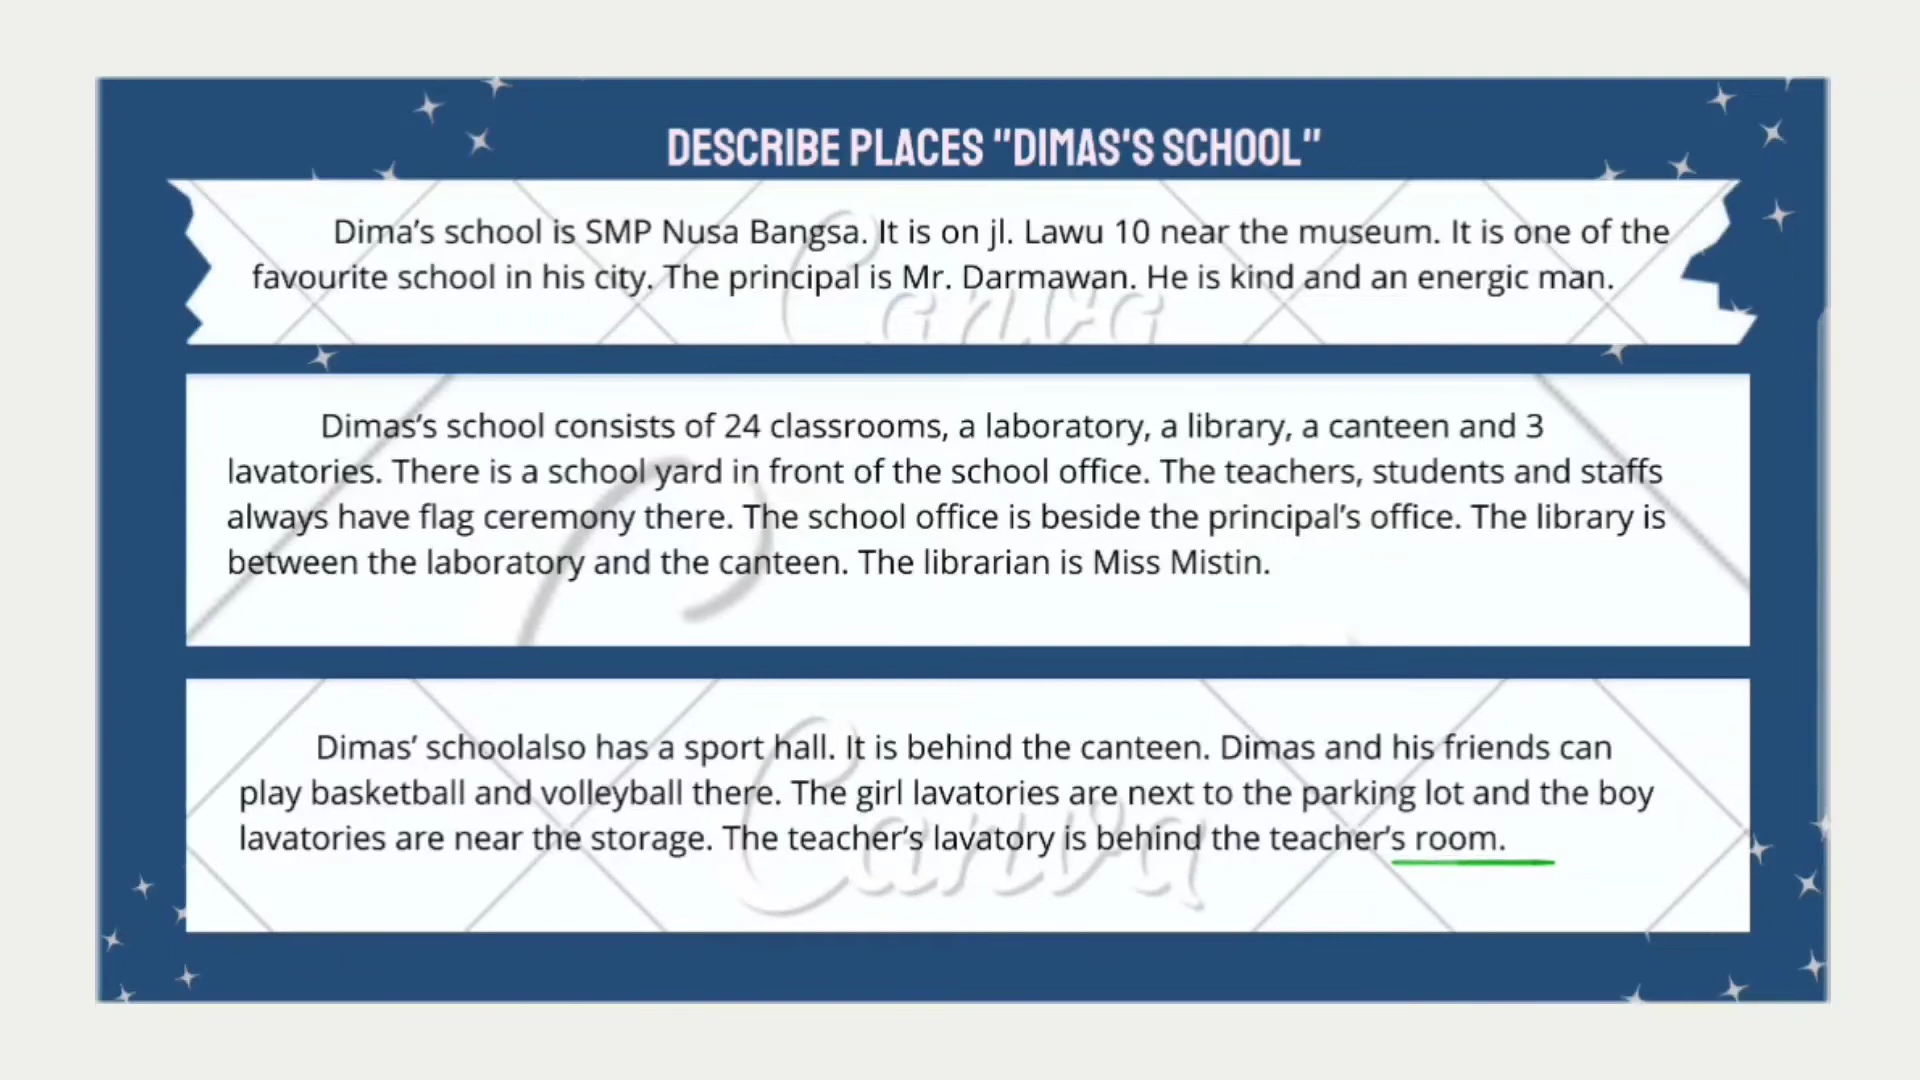 DESCRIBE PLACES "DIMAS'S SCHOOL"
Dima's school is SMP Nusa Bangsa. It is on jl. Lawu 10 near the museum. It is one of the
favourite school in his city. The principal is Mr. Darmawan. He is kind and an energic man.
Canva
Dimas's school consists of 24 classrooms, a laboratory, a library, a canteen and 3
lavatories. There is a school yard in front of the school office. The teachers, students and staffs
always have flag ceremony there. The school office is beside the principal's office. The library is
between the laboratory and the canteen. The librarian is Miss Mistin.
Dimas' schoolalso has a sport hall. It is behind the canteen. Dimas and his friends can
play basketball and volleyball there. The girl lavatories are next to the parking lot and the boy
lavatories are near the storage. The teacher's lavatory is behind the teacher's room.
Canva